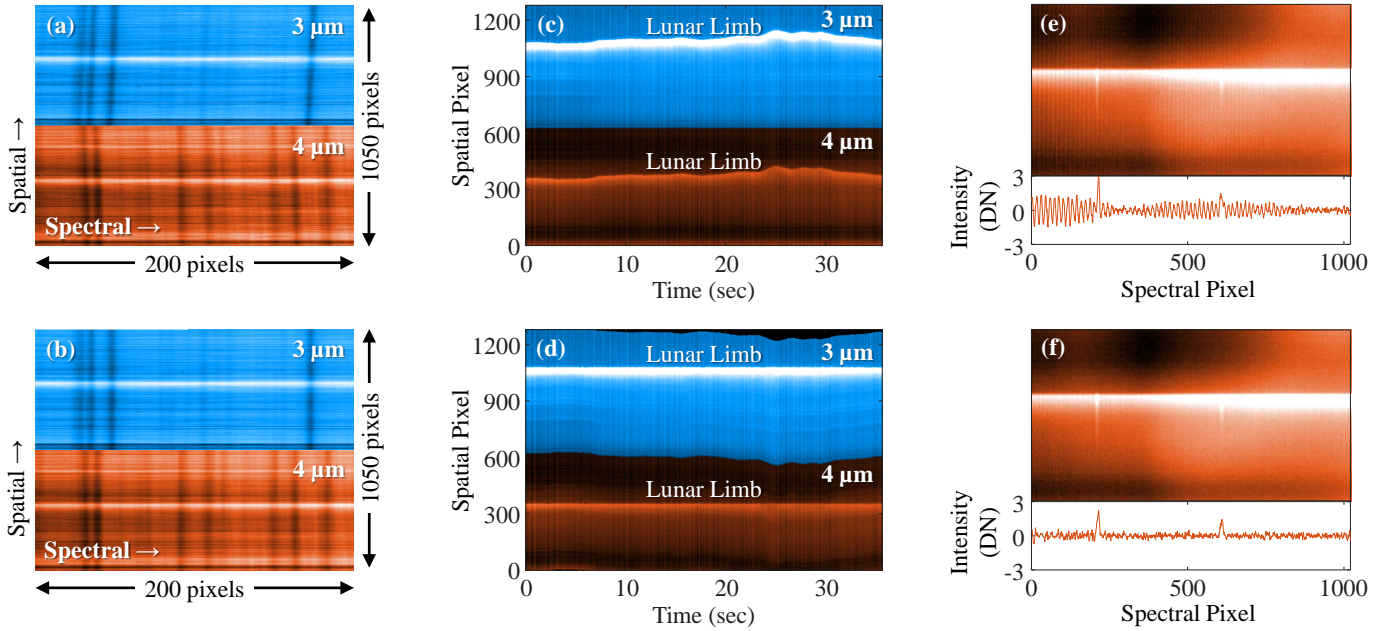 (a)
3 µm
4 µm
Spatial →
Spectral →
1050 pixels
200 pixels
(c)
Lunar Limb
3 µm
4 µm
Lunar Limb
1200
900
600
300
0
Spatial Pixel
0 10 20 30
Time (sec)
(e)
3
0
-3
Intensity
(DN)
0 500 1000
Spectral Pixel
(b)
3 µm
4 µm
Spatial →
Spectral →
1050 pixels
200 pixels
(d)
Lunar Limb
3 µm
4 µm
Lunar Limb
1200
900
600
300
0
Spatial Pixel
0 10 20 30
Time (sec)
(f)
3
0
-3
Intensity
(DN)
0 500 1000
Spectral Pixel